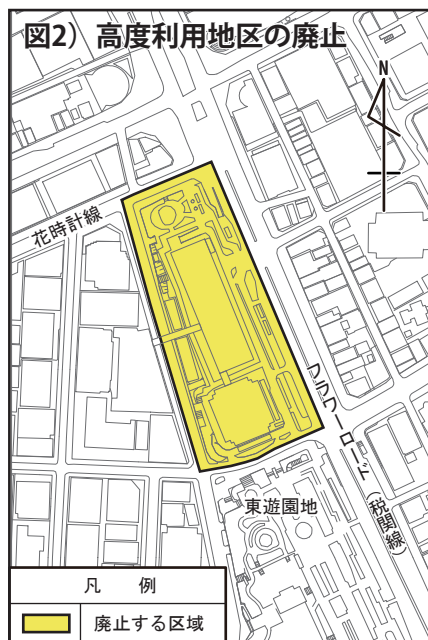 図2）高度利用地区の廃止
N
花時計線
フラワーロード（税関線）
東遊園地
凡　例
廃止する区域